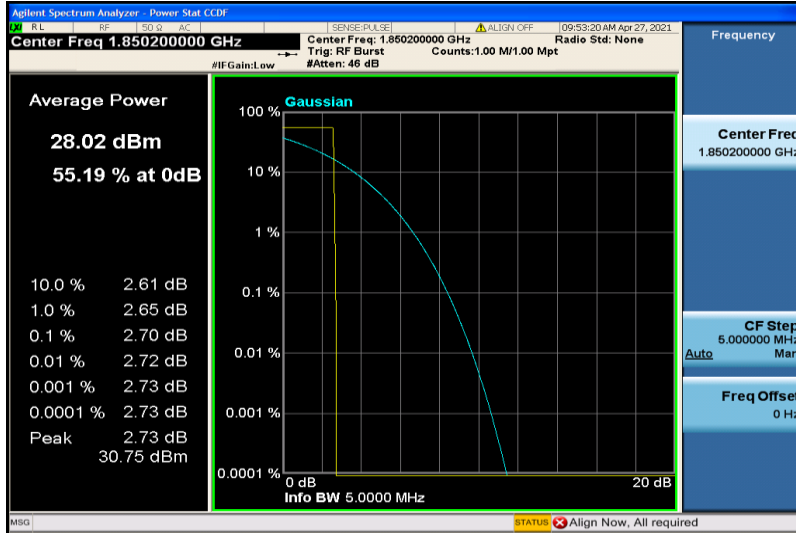 Agilent Spectrum Analyzer - Power Stat CCDF
LXI RL RF 50 Ω AC SENSE:PULSE ALIGN OFF 09:53:20 AM Apr 27, 2021
Center Freq 1.850200000 GHz
Center Freq: 1.850200000 GHz Radio Std: None
Trig: RF Burst Counts:1.00 M/1.00 Mpt
#IFGain:Low #Atten: 46 dB
Frequency
Average Power
28.02 dBm
55.19 % at 0dB
10.0 % 2.61 dB
1.0 % 2.65 dB
0.1 % 2.70 dB
0.01 % 2.72 dB
0.001 % 2.73 dB
0.0001 % 2.73 dB
Peak 2.73 dB
30.75 dBm
Gaussian
100 %
10 %
1 %
0.1 %
0.01 %
0.001 %
0.0001 %
0 dB 20 dB
Info BW 5.0000 MHz
Center Freq
1.850200000 GHz
CF Step
5.000000 MHz
Auto Man
Freq Offset
0 Hz
MSG STATUS Align Now, All required